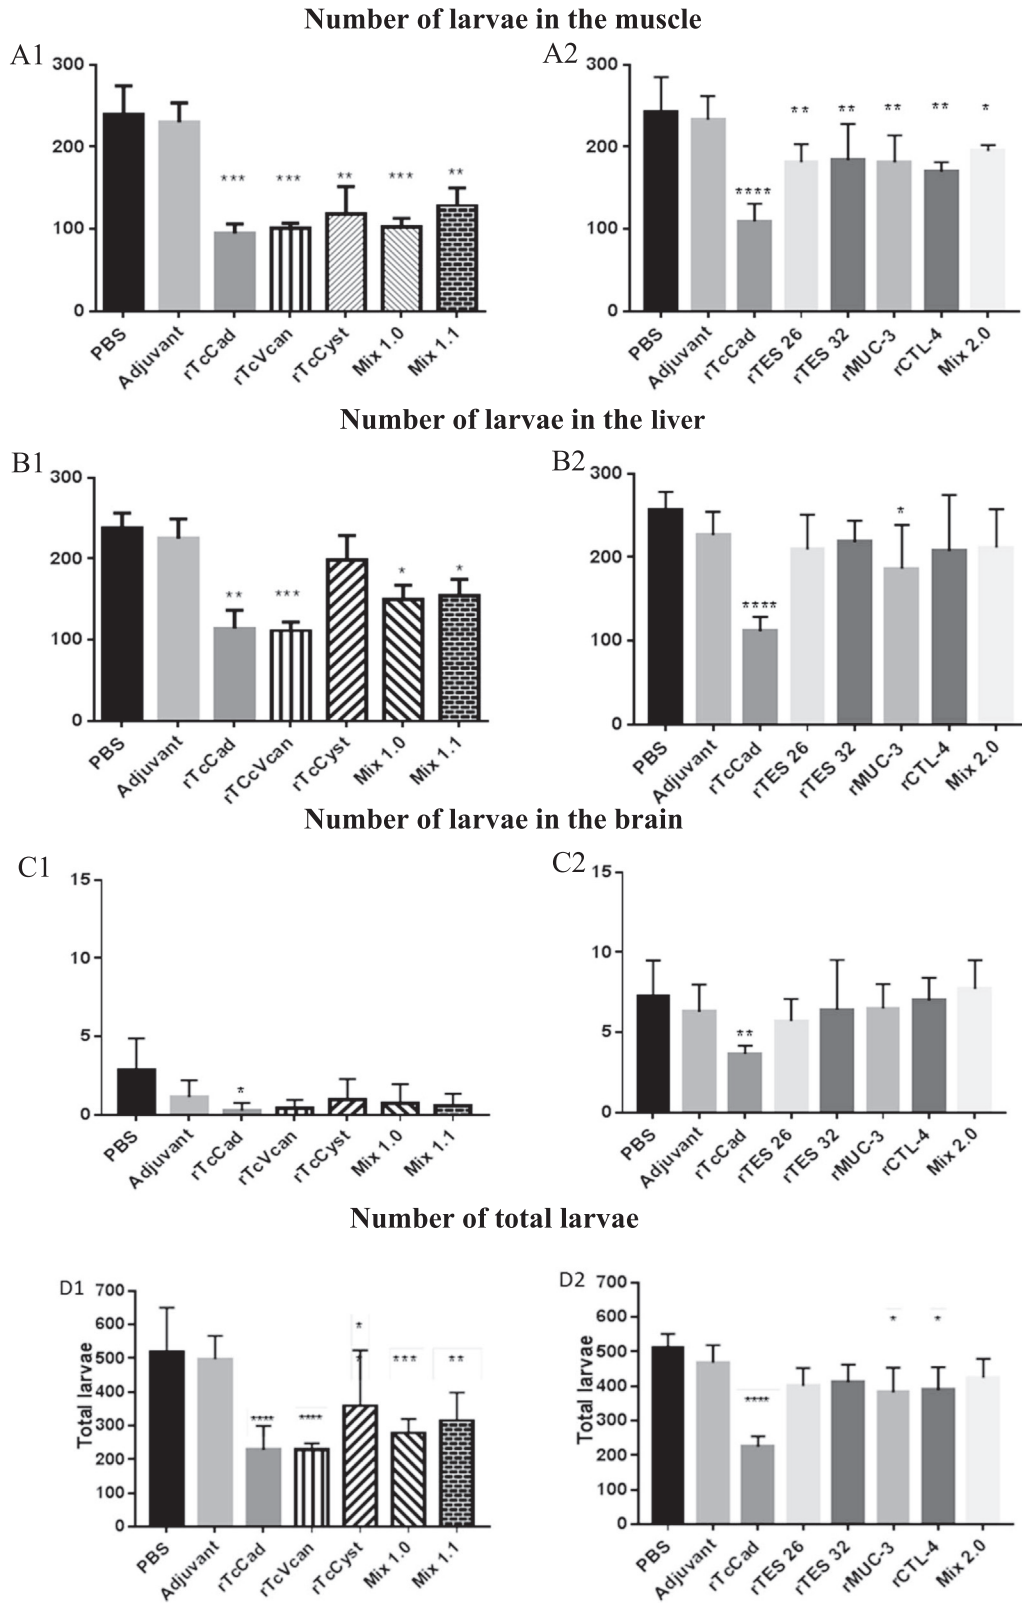 Number of larvae in the muscle
A1
300
200
100
0
*** *** ** *** **
PBS Adjuvant rTcCad rTcVcan rTcCyst Mix 1.0 Mix 1.1
A2
300
200
100
0
**** ** ** ** ** *
PBS Adjuvant rTcCad rTES 26 rTES 32 rMUC-3 rCTL-4 Mix 2.0
Number of larvae in the liver
B1
300
200
100
0
** *** * *
PBS Adjuvant rTcCad rTCcVcan rTcCyst Mix 1.0 Mix 1.1
B2
300
200
100
0
**** *
PBS Adjuvant rTcCad rTES 26 rTES 32 rMUC-3 rCTL-4 Mix 2.0
Number of larvae in the brain
C1
15
10
5
0
*
PBS Adjuvant rTcCad rTcVcan rTcCyst Mix 1.0 Mix 1.1
C2
15
10
5
0
**
PBS Adjuvant rTcCad rTES 26 rTES 32 rMUC-3 rCTL-4 Mix 2.0
Number of total larvae
D1
Total larvae
700
600
500
400
300
200
100
0
**** **** * * *** **
PBS Adjuvant rTcCad rTcVcan rTcCyst Mix 1.0 Mix 1.1
D2
Total larvae
700
600
500
400
300
200
100
0
**** * *
PBS Adjuvant rTcCad rTES 26 rTES 32 rMUC-3 rCTL-4 Mix 2.0